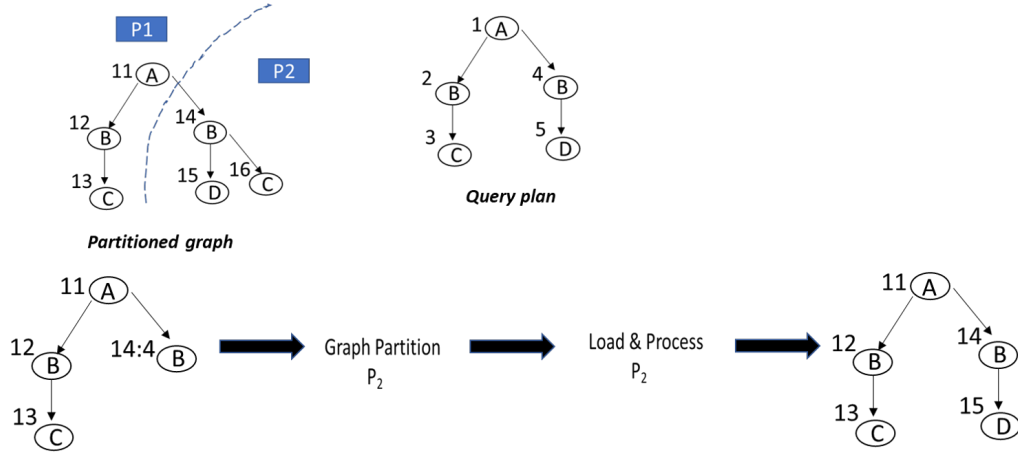 P1
P2
11 A
12 B
14 B
13 C
15 D
16 C
Partitioned graph
1 A
2 B
4 B
3 C
5 D
Query plan
11 A
12 B
14:4 B
13 C
Graph Partition
P2
Load & Process
P2
11 A
12 B
14 B
13 C
15 D